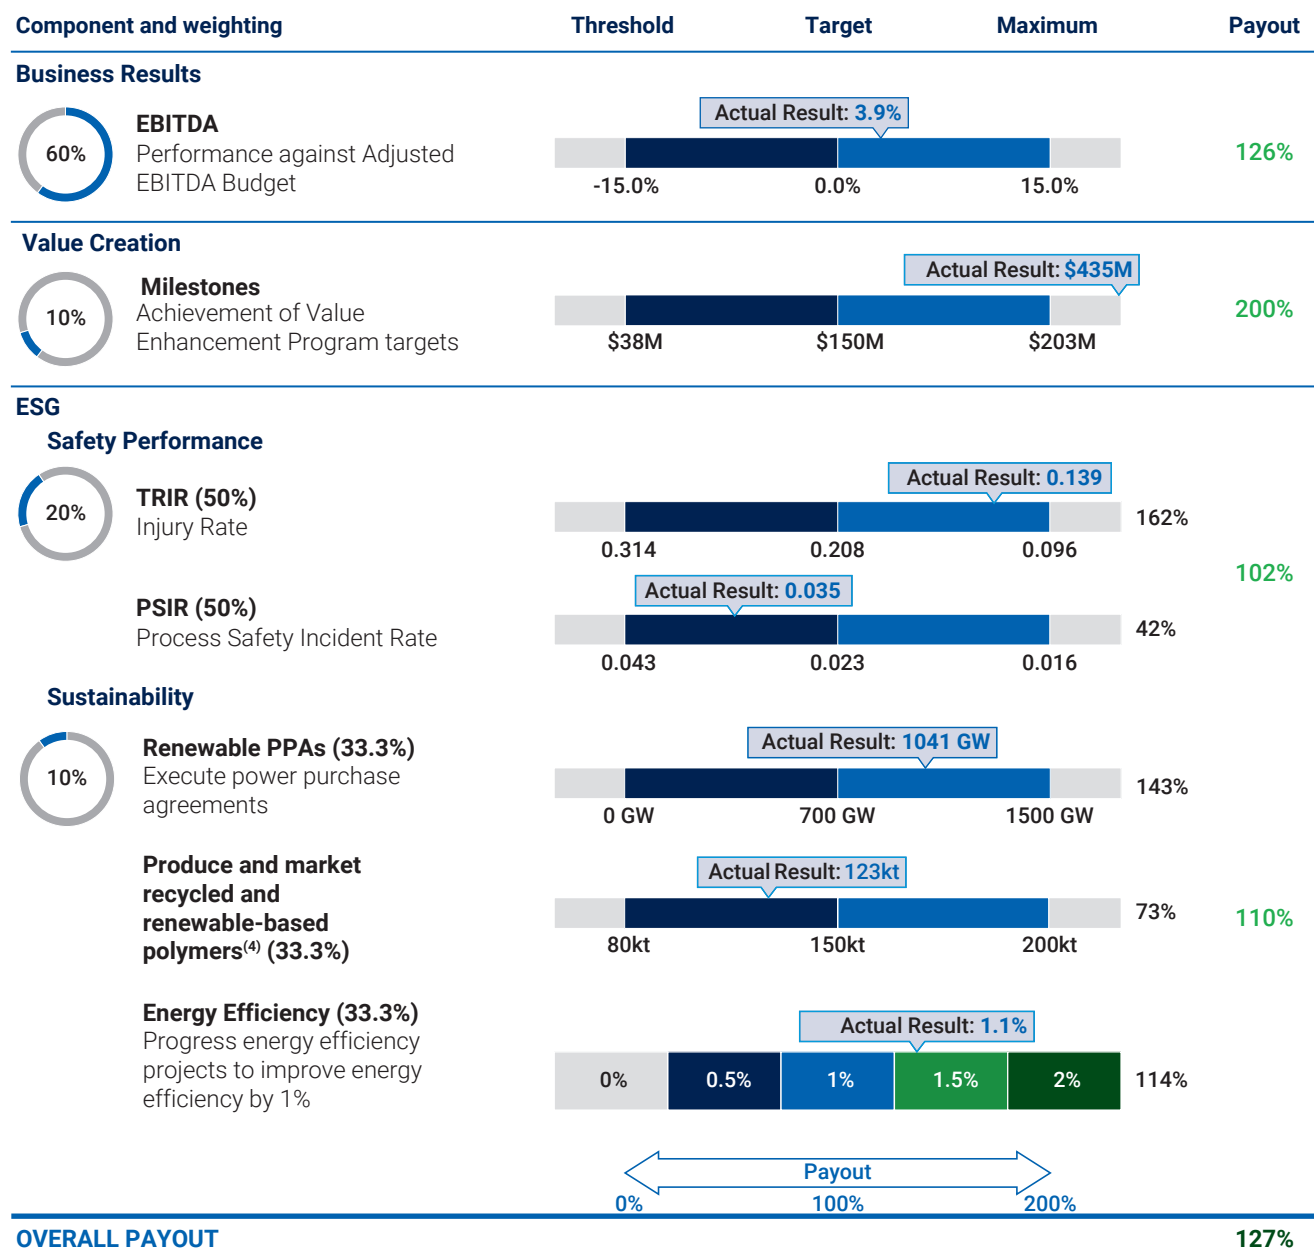 Component and weighting Threshold Target Maximum Payout
Business Results
60%
EBITDA
Performance against Adjusted
EBITDA Budget
Actual Result: 3.9%
-15.0% 0.0% 15.0%
126%
Value Creation
10%
Milestones
Achievement of Value
Enhancement Program targets
Actual Result: $435M
$38M $150M $203M
200%
ESG
Safety Performance
20%
TRIR (50%)
Injury Rate
Actual Result: 0.139
0.314 0.208 0.096
162%
102%
PSIR (50%)
Process Safety Incident Rate
Actual Result: 0.035
0.043 0.023 0.016
42%
Sustainability
10%
Renewable PPAs (33.3%)
Execute power purchase
agreements
Actual Result: 1041 GW
0 GW 700 GW 1500 GW
143%
Produce and market
recycled and
renewable-based
polymers(4) (33.3%)
Actual Result: 123kt
80kt 150kt 200kt
73%
110%
Energy Efficiency (33.3%)
Progress energy efficiency
projects to improve energy
efficiency by 1%
Actual Result: 1.1%
0% 0.5% 1% 1.5% 2%
114%
Payout
0% 100% 200%
OVERALL PAYOUT 127%